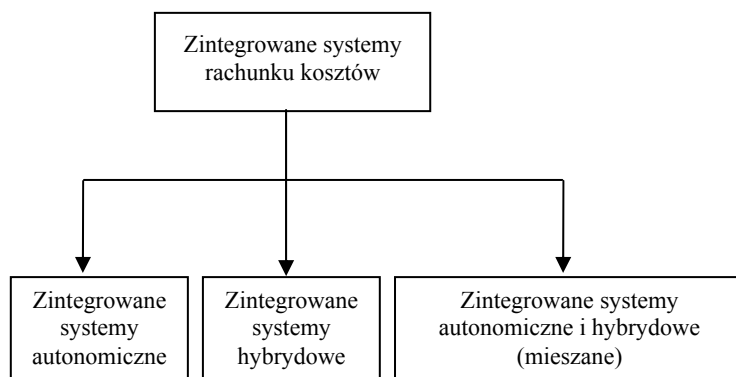 Zintegrowane systemy
rachunku kosztów
Zintegrowane
systemy
autonomiczne
Zintegrowane
systemy
hybrydowe
Zintegrowane systemy
autonomiczne i hybrydowe
(mieszane)